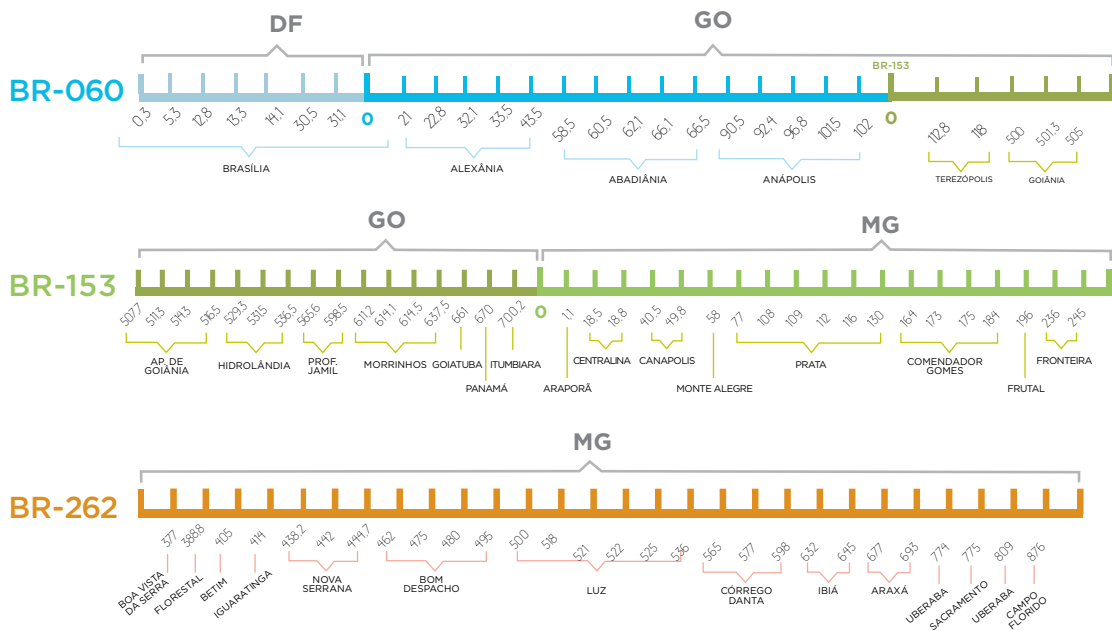 DF
GO
BR-060
BR-153
0.3 5.3 12.8 13.3 14.1 30.5 31.1 0 21 22.8 32.1 33.5 43.5 58.5 60.5 62.1 66.1 66.5 90.5 92.4 96.8 101.5 102 0 112.8 118 500 501.3 505
BRASÍLIA
ALEXÂNIA
ABADIÂNIA
ANÁPOLIS
TEREZÓPOLIS
GOIÂNIA
GO
MG
BR-153
507.7 511.3 514.3 516.5 529.3 531.5 536.5 565.6 598.5 611.2 614.1 614.5 637.5 661 670 700.2 0 1.1 18.5 18.8 40.5 49.8 58 77 108 109 112 116 130 164 173 175 184 196 236 245
AP. DE
GOIÂNIA
HIDROLÂNDIA
PROF.
JAMIL
MORRINHOS
GOIATUBA
PANAMÁ
ITUMBIARA
ARAPORÃ
CENTRALINA
CANAPOLIS
MONTE ALEGRE
PRATA
COMENDADOR
GOMES
FRUTAL
FRONTEIRA
MG
BR-262
377 388.8 405 414 438.2 442 444.7 462 475 480 495 500 518 521 522 525 536 565 577 598 632 645 677 693 774 775 809 876
BOA VISTA
DA SERRA
FLORESTAL
BETIM
IGUARATINGA
NOVA
SERRANA
BOM
DESPACHO
LUZ
CÓRREGO
DANTA
IBIÁ
ARAXÁ
UBERABA
SACRAMENTO
UBERABA
CAMPO
FLORIDO